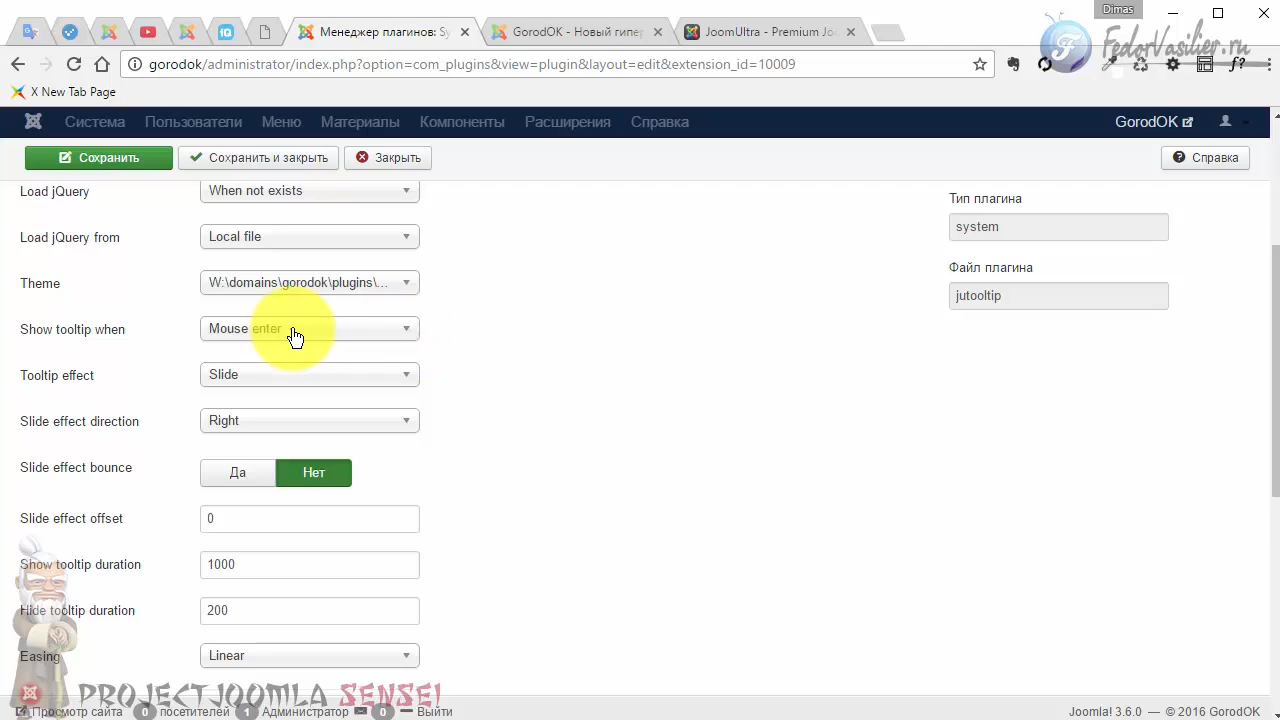 Dimas
Менеджер плагинов: Sy
GorodOK - Новый гипер
JoomUltra - Premium Jo
FedorVasilier.ru
gorodok/administrator/index.php?option=com_plugins&view=plugin&layout=edit&extension_id=10009
X New Tab Page
Система Пользователи Меню Материалы Компоненты Расширения Справка GorodOK
Сохранить Сохранить и закрыть Закрыть Справка
Load jQuery When not exists
Тип плагина
system
Load jQuery from Local file
Файл плагина
jutooltip
Theme W:\domains\gorodok\plugins\...
Show tooltip when Mouse enter
Tooltip effect Slide
Slide effect direction Right
Slide effect bounce Да Нет
Slide effect offset 0
Show tooltip duration 1000
Hide tooltip duration 200
Easing Linear
PROJECTJOOMLA SENSEI
Просмотр сайта 0 посетителей 1 Администратор 0 Выйти Joomla! 3.6.0 — © 2016 GorodOK